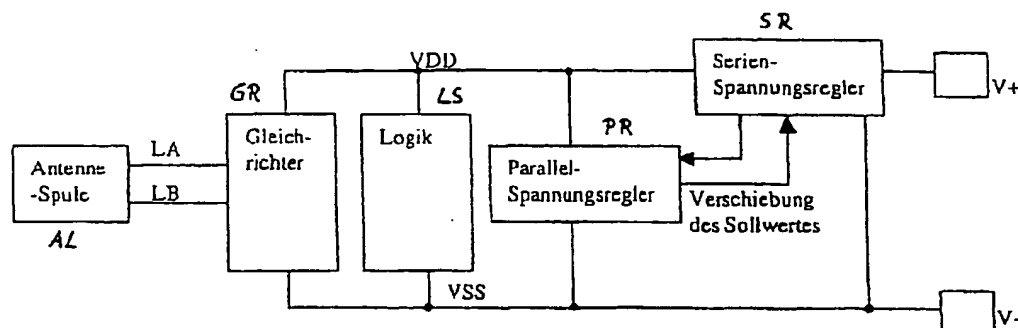 SR
VDD
Serien-
Spannungsregler
V+
GR
LS
PR
Gleich-
richter
Logik
LA
Antenne
-Spule
LB
AL
Parallel-
Spannungsregler
Verschiebung
des Sollwertes
VSS
V-